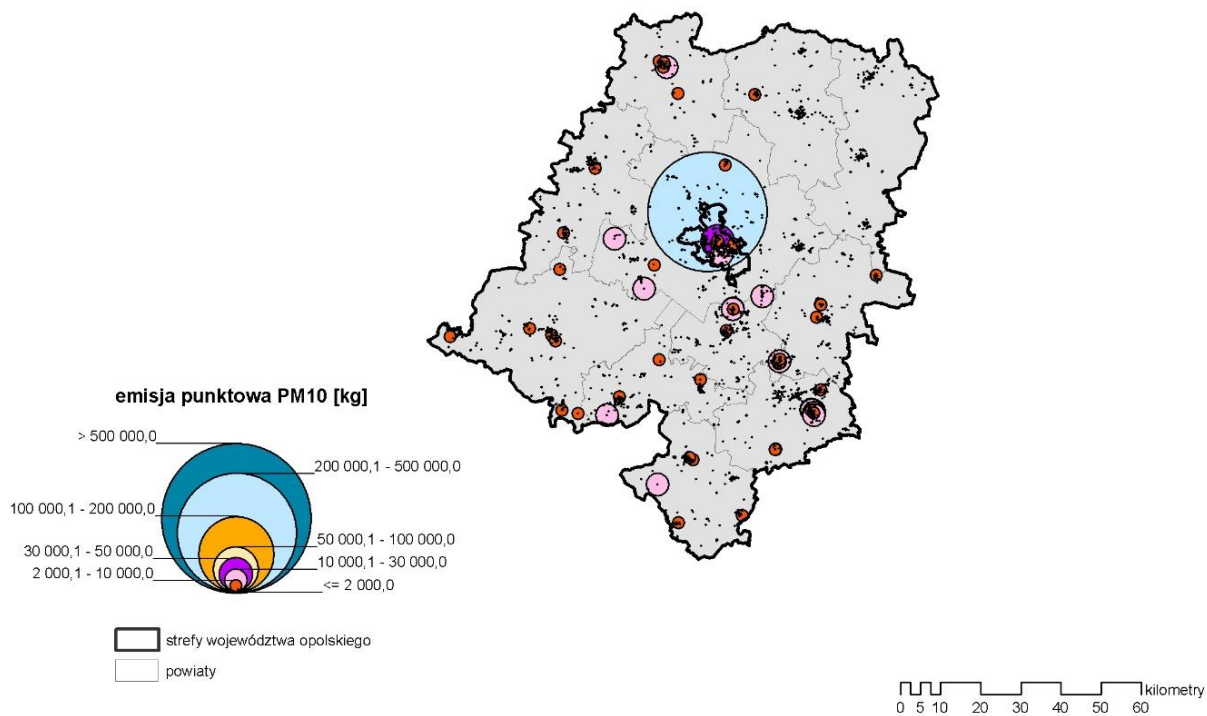 emisja punktowa PM10 [kg]
> 500 000,0
200 000,1 - 500 000,0
100 000,1 - 200 000,0
50 000,1 - 100 000,0
30 000,1 - 50 000,0
10 000,1 - 30 000,0
2 000,1 - 10 000,0
<= 2 000,0
strefy województwa opolskiego
powiaty
kilometry
0 5 10 20 30 40 50 60